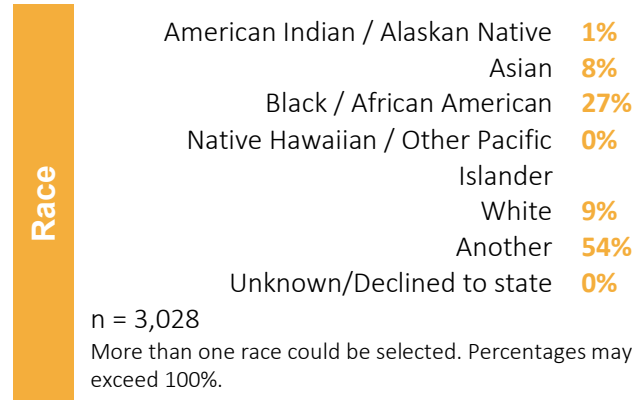 Race
American Indian / Alaskan Native 1%
Asian 8%
Black / African American 27%
Native Hawaiian / Other Pacific 0%
Islander
White 9%
Another 54%
Unknown/Declined to state 0%
n = 3,028
More than one race could be selected. Percentages may
exceed 100%.